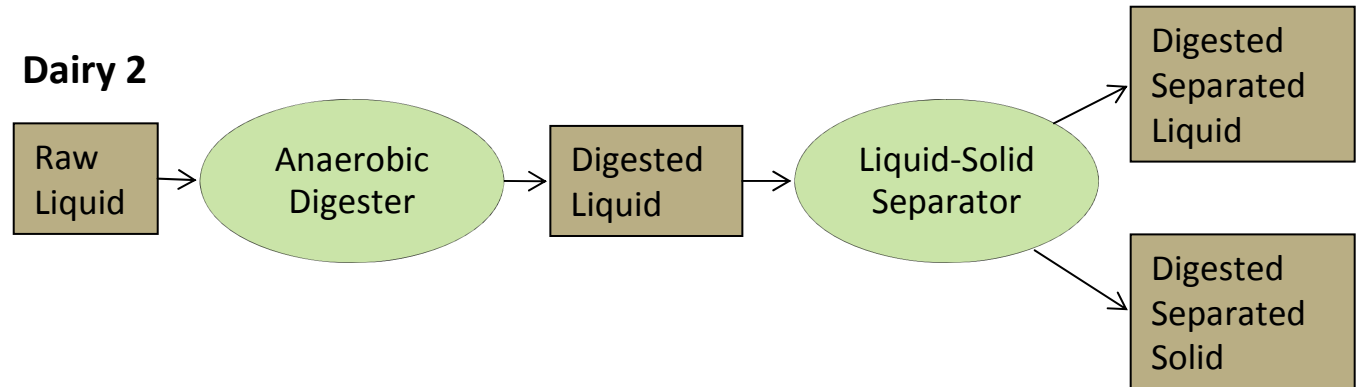 Dairy 2
Raw
Liquid
Anaerobic
Digester
Digested
Liquid
Liquid-Solid
Separator
Digested
Separated
Liquid
Digested
Separated
Solid